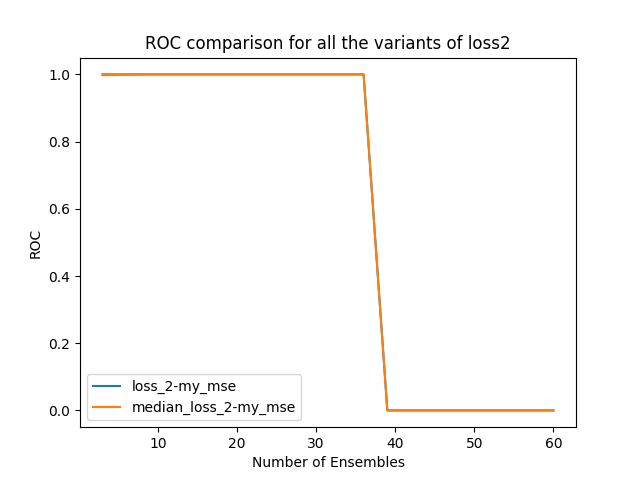 ROC comparison for all the variants of loss2
1.0
0.8
0.6
0.4
0.2
0.0
ROC
loss_2-my_mse
median_loss_2-my_mse
10
20
30
40
50
60
Number of Ensembles